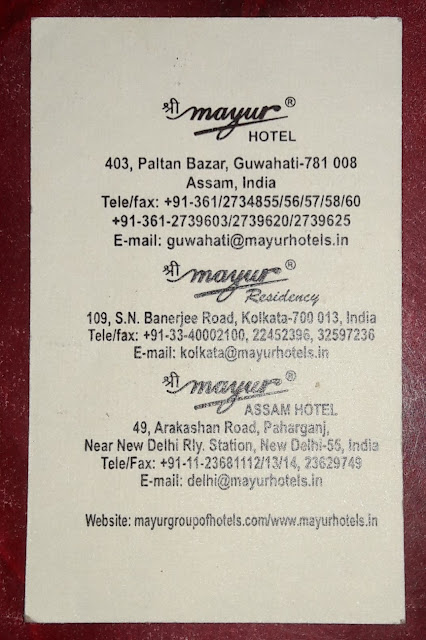 श्री mayur®
HOTEL
403, Paltan Bazar, Guwahati-781 008
Assam, India
Tele/fax: +91-361/2734855/56/57/58/60
+91-361-2739603/2739620/2739625
E-mail: guwahati@mayurhotels.in
श्री mayur®
Residency
109, S.N. Banerjee Road, Kolkata-700 013, India
Tele/fax: +91-33-40002100, 22452396, 32597236
E-mail: kolkata@mayurhotels.in
श्री mayur®
ASSAM HOTEL
49, Arakashan Road, Paharganj,
Near New Delhi Rly. Station, New Delhi-55, India
Tele/Fax: +91-11-23681112/13/14, 23629749
E-mail: delhi@mayurhotels.in
Website: mayurgroupofhotels.com/www.mayurhotels.in